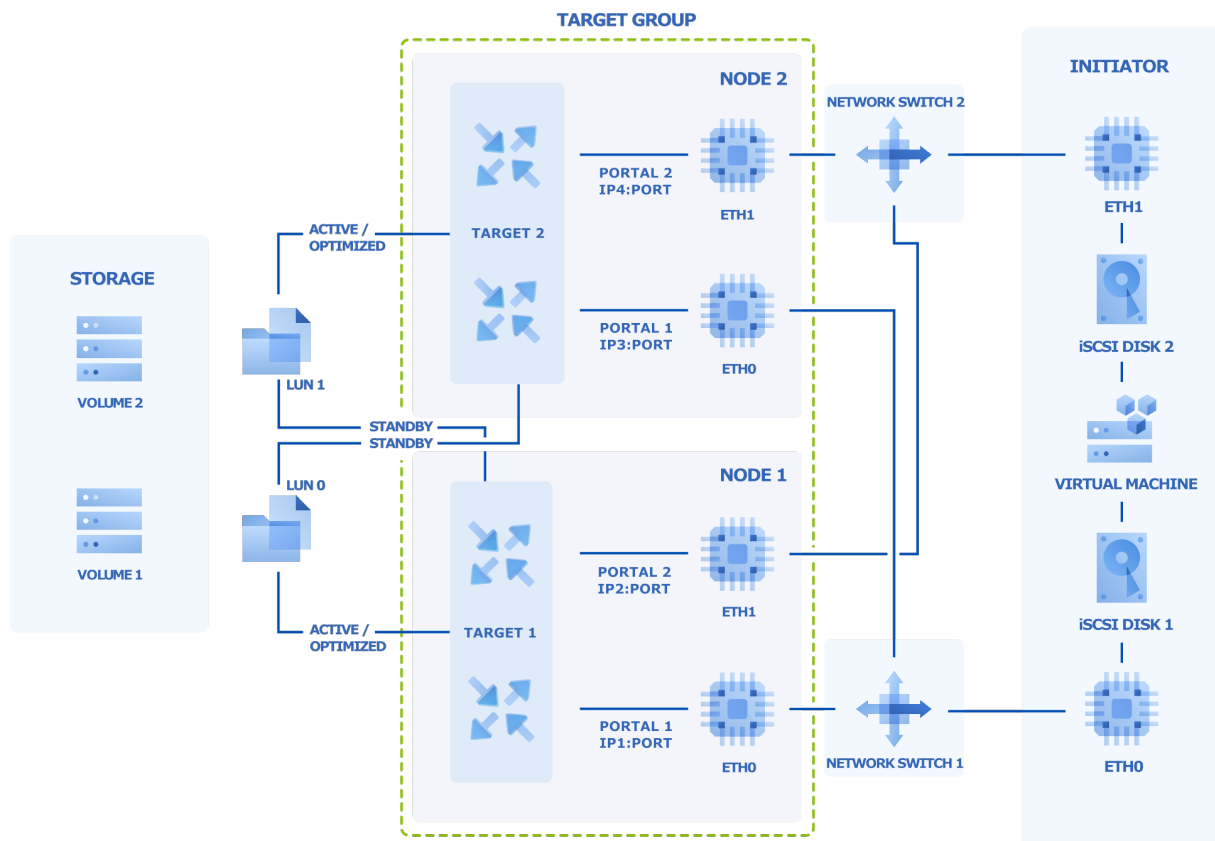 TARGET GROUP
NODE 2
INITIATOR
NETWORK SWITCH 2
PORTAL 2
IP4:PORT
ETH1
ETH1
ACTIVE /
OPTIMIZED
TARGET 2
STORAGE
PORTAL 1
IP3:PORT
ETH0
iSCSI DISK 2
LUN 1
VOLUME 2
STANDBY
STANDBY
NODE 1
LUN 0
VIRTUAL MACHINE
VOLUME 1
PORTAL 2
IP2:PORT
ETH1
ACTIVE /
OPTIMIZED
TARGET 1
iSCSI DISK 1
PORTAL 1
IP1:PORT
ETH0
NETWORK SWITCH 1
ETH0